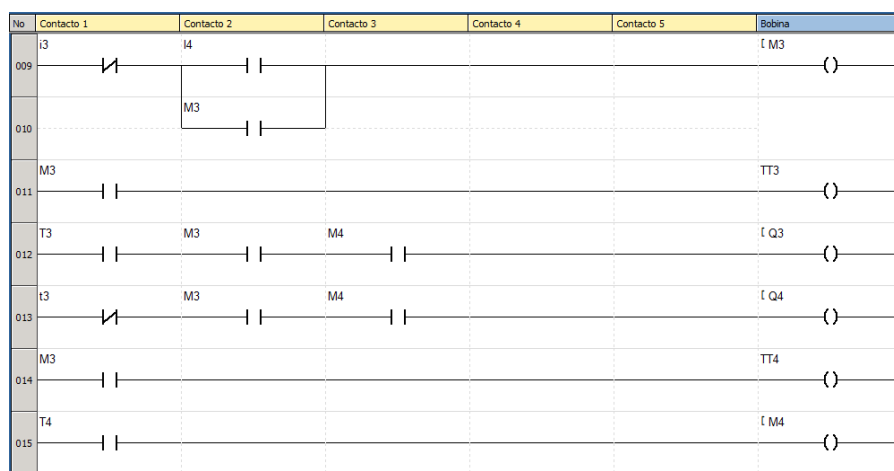 No Contacto 1 Contacto 2 Contacto 3 Contacto 4 Contacto 5 Bobina
i3 I4 [ M3
009
M3
010
M3 TT3
011
T3 M3 M4 [ Q3
012
t3 M3 M4 [ Q4
013
M3 TT4
014
T4 [ M4
015